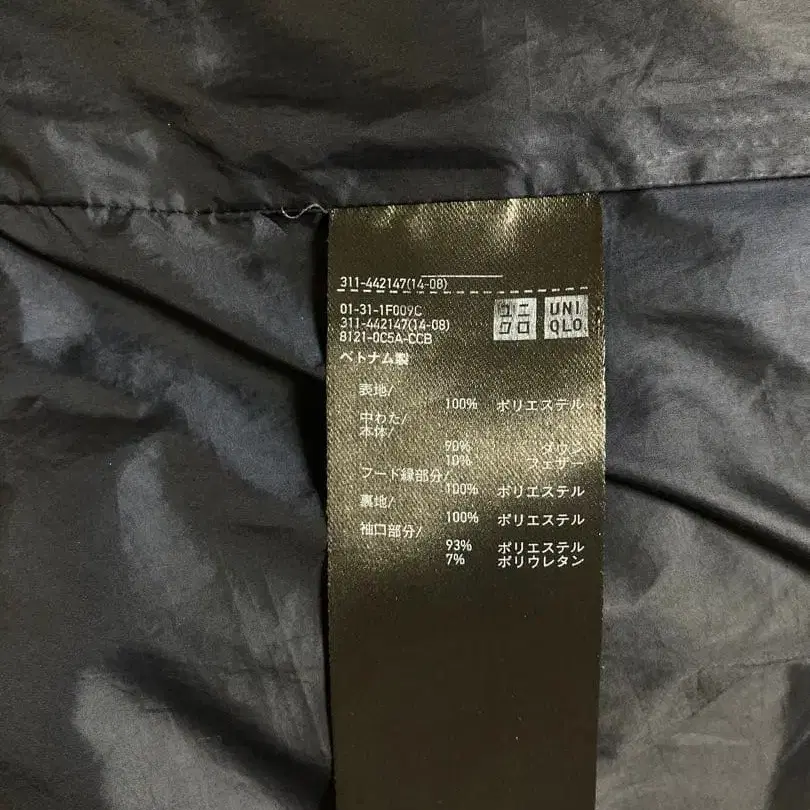 311-442147(14-08)
01-31-1F009C
311-442147(14-08)
8121-0C5A-CCB
ユニ
クロ
UNI
QLO
ベトナム製
表地/
100% ポリエステル
中わた/
本体/
90% ダウン
10% フェザー
フード縁部分/
100% ポリエステル
裏地/
100% ポリエステル
袖口部分/
93% ポリエステル
7% ポリウレタン